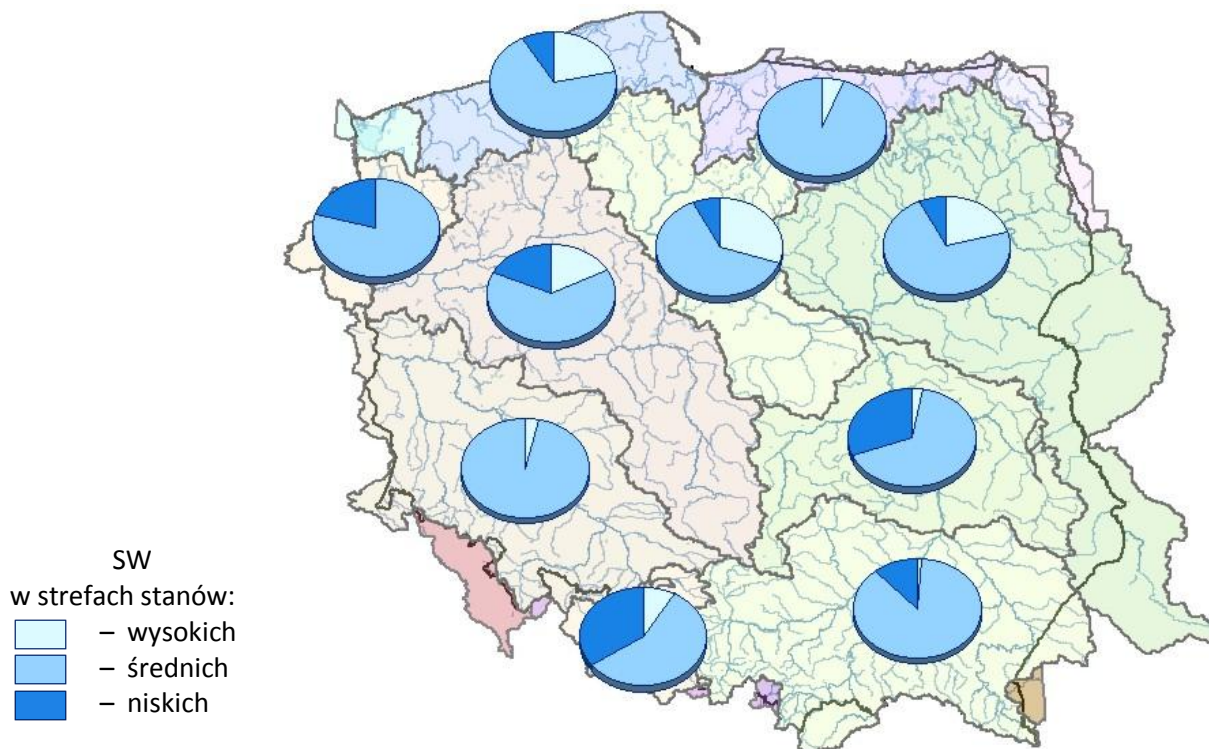 SW
w strefach stanów:
– wysokich
– średnich
– niskich